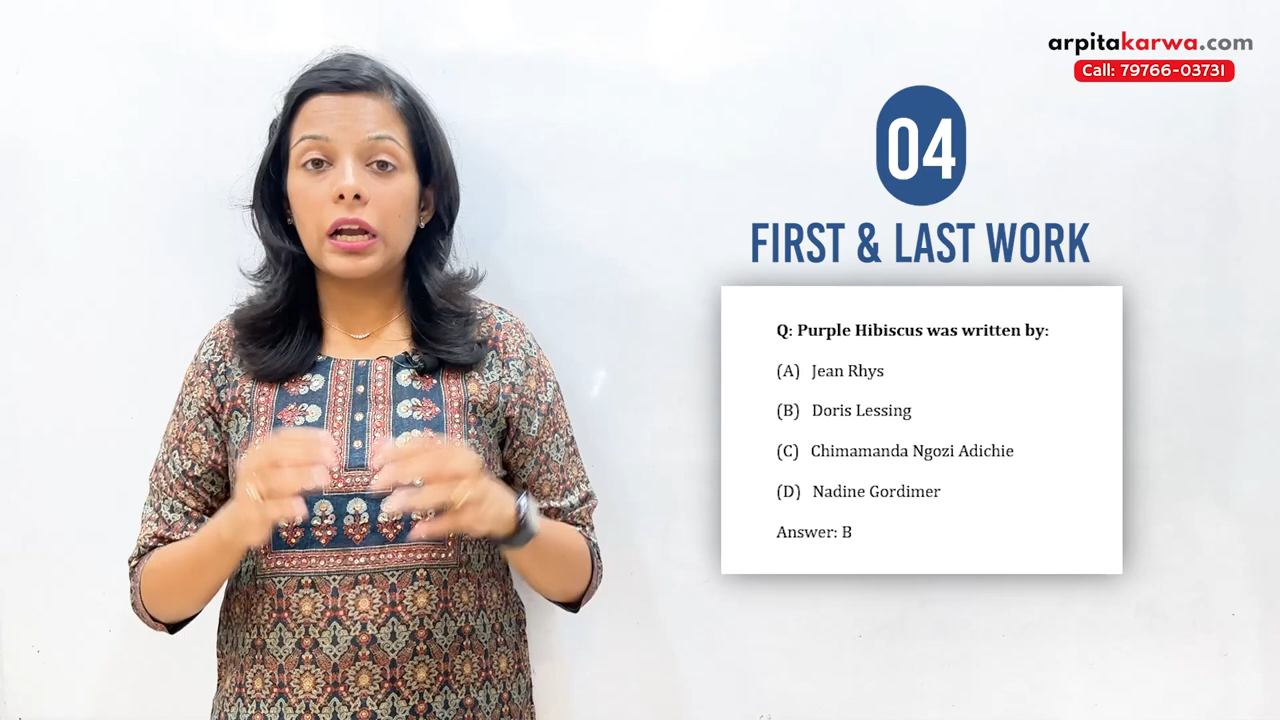 arpitakarwa.com
Call: 79766-03731
04
FIRST & LAST WORK
Q: Purple Hibiscus was written by:
(A) Jean Rhys
(B) Doris Lessing
(C) Chimamanda Ngozi Adichie
(D) Nadine Gordimer
Answer: B